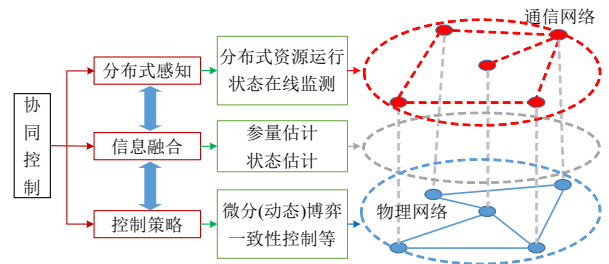 通信网络
分布式感知
分布式资源运行
状态在线监测
协同控制
信息融合
参量估计
状态估计
控制策略
微分(动态)博弈
一致性控制等
物理网络